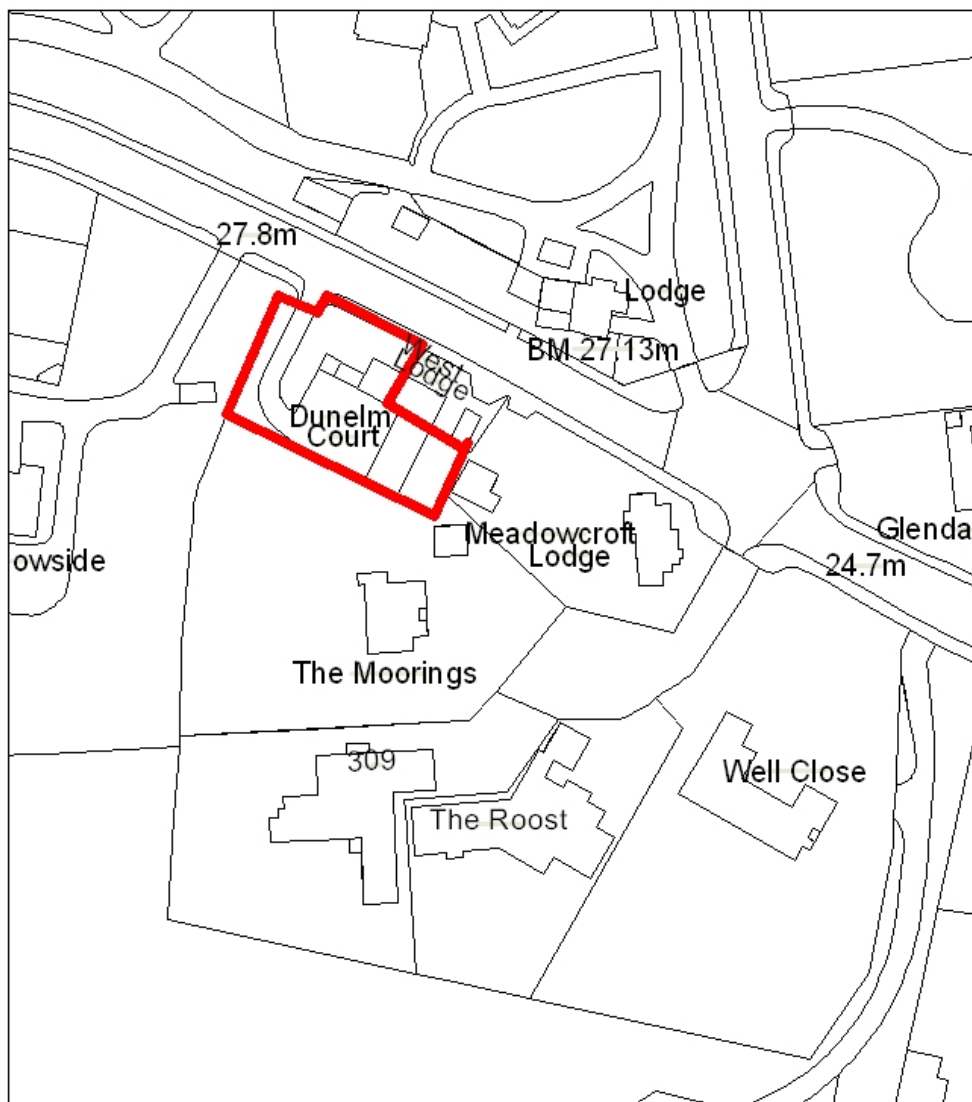 27.8m
Lodge
West
Lodge
BM 27.13m
Dunelm
Court
Meadowcroft
Lodge
Glenda
24.7m
owside
The Moorings
309
Well Close
The Roost